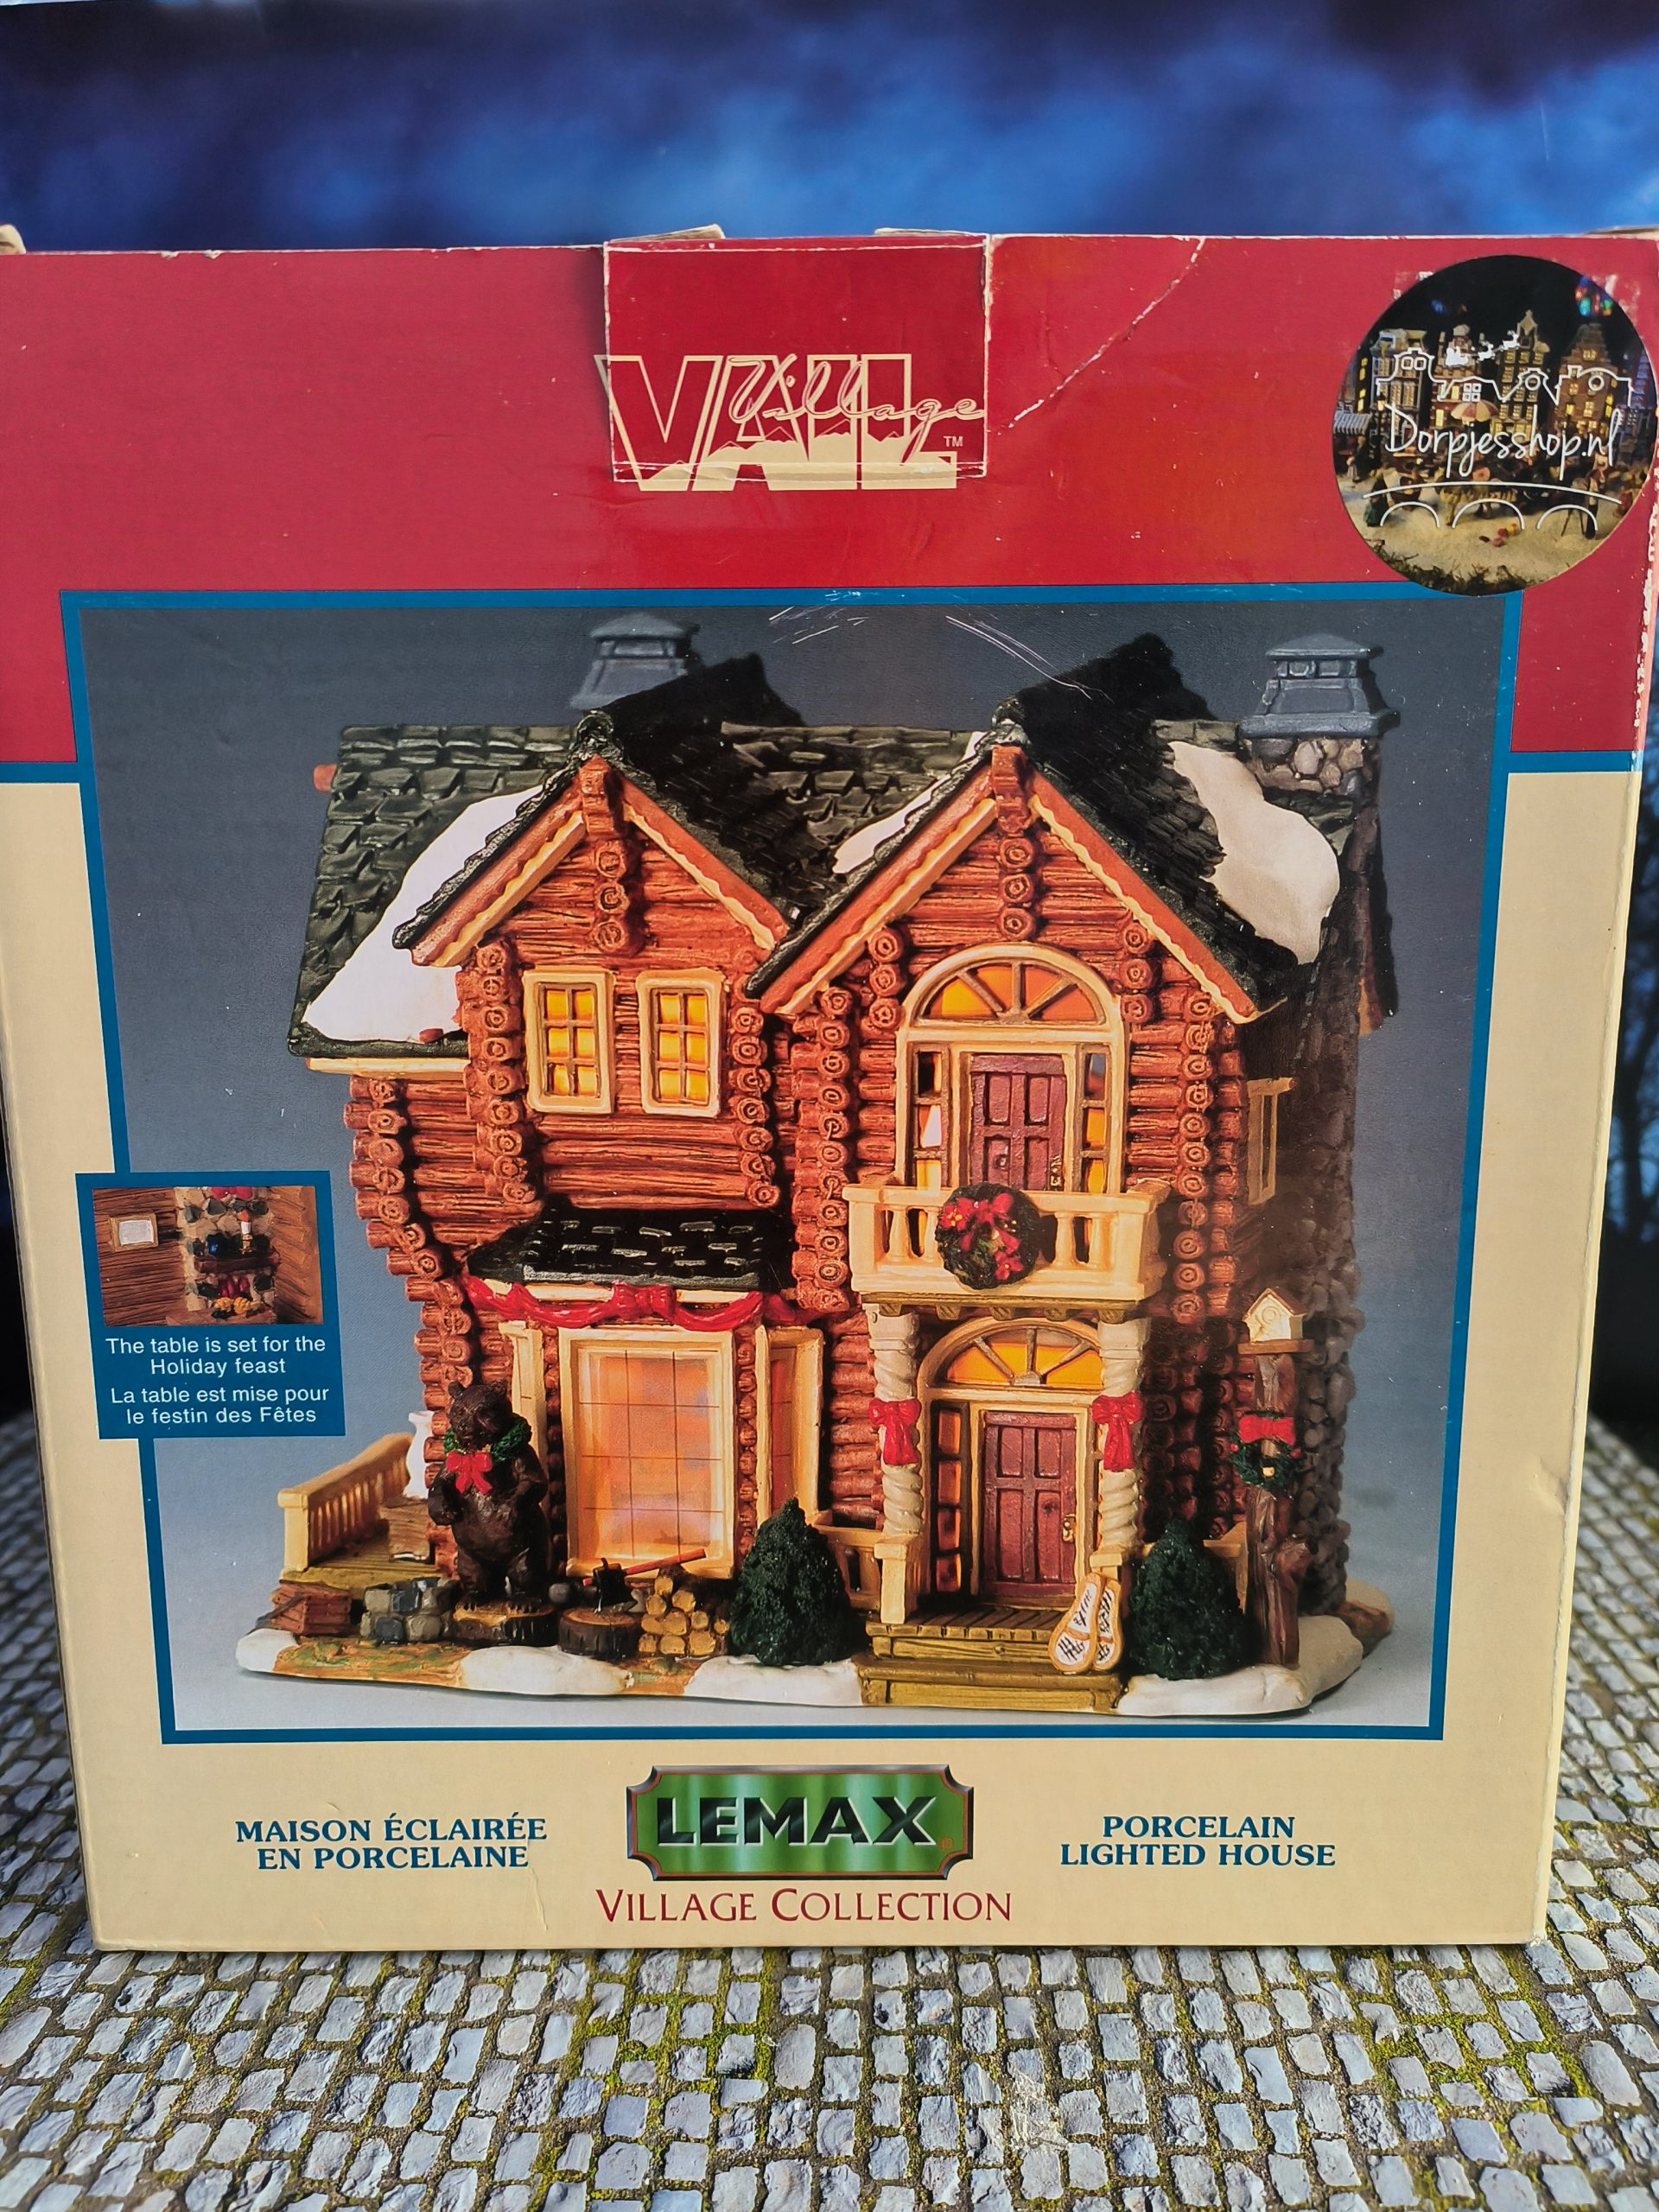 VAIL
Village
TM
Dorpjesshop.nl
The table is set for the
Holiday feast
La table est mise pour
le festin des Fêtes
MAISON ÉCLAIRÉE
EN PORCELAINE
LEMAX
PORCELAIN
LIGHTED HOUSE
VILLAGE COLLECTION